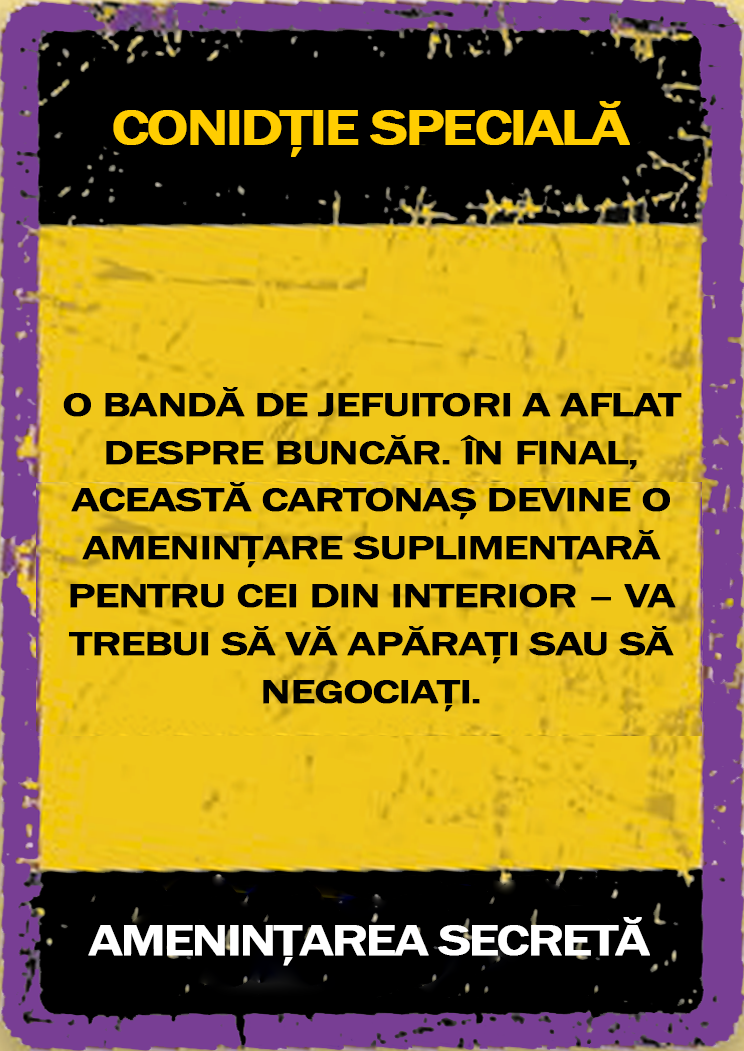 CONIDȚIE SPECIALĂ
O BANDĂ DE JEFUITORI A AFLAT
DESPRE BUNCĂR. ÎN FINAL,
ACEASTĂ CARTONAȘ DEVINE O
AMENINȚARE SUPLIMENTARĂ
PENTRU CEI DIN INTERIOR – VA
TREBUI SĂ VĂ APĂRAȚI SAU SĂ
NEGOCIAȚI.
AMENINȚAREA SECRETĂ